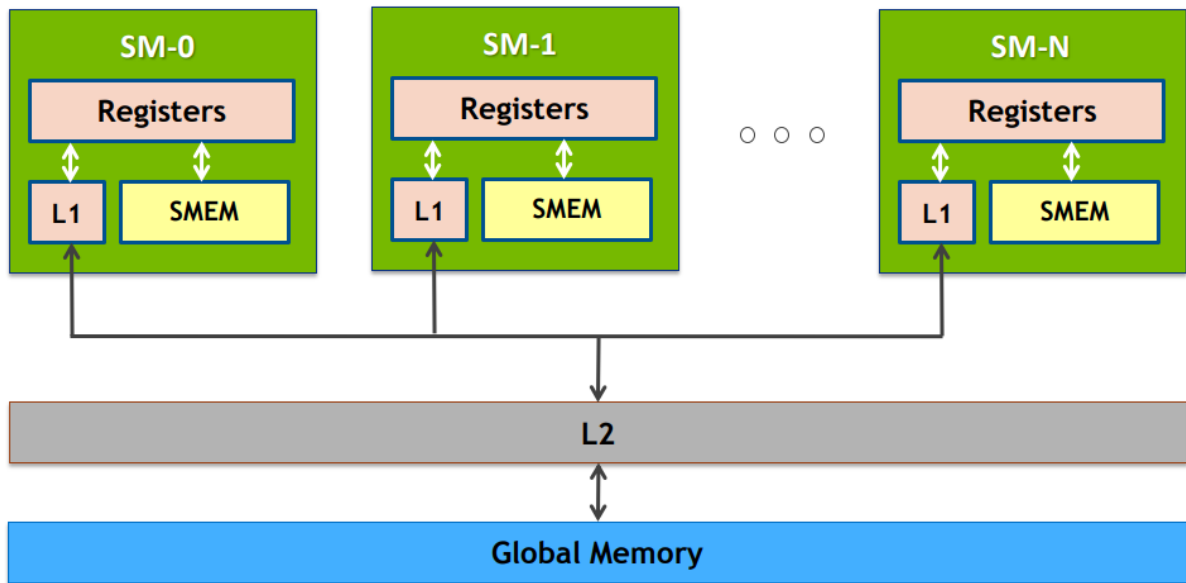 SM-0
Registers
L1
SMEM
SM-1
Registers
L1
SMEM
SM-N
Registers
L1
SMEM
L2
Global Memory